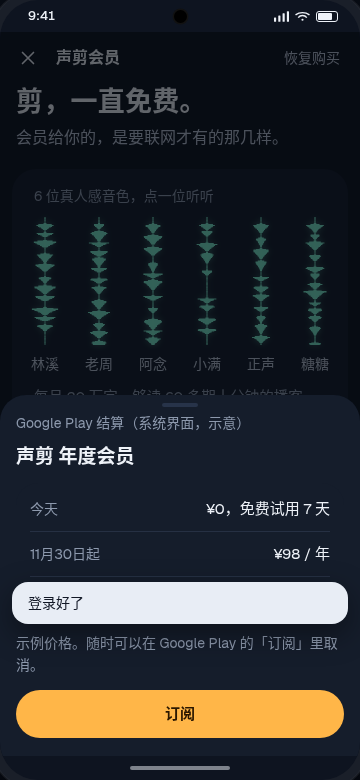 9:41
声剪会员
恢复购买
剪，一直免费。
会员给你的，是要联网才有的那几样。
6 位真人感音色，点一位听听
林溪 老周 阿念 小满 正声 糖糖
Google Play 结算（系统界面，示意）
声剪 年度会员
今天 ¥0，免费试用 7 天
11月30日起 ¥98 / 年
登录好了
示例价格。随时可以在 Google Play 的「订阅」里取
消。
订阅